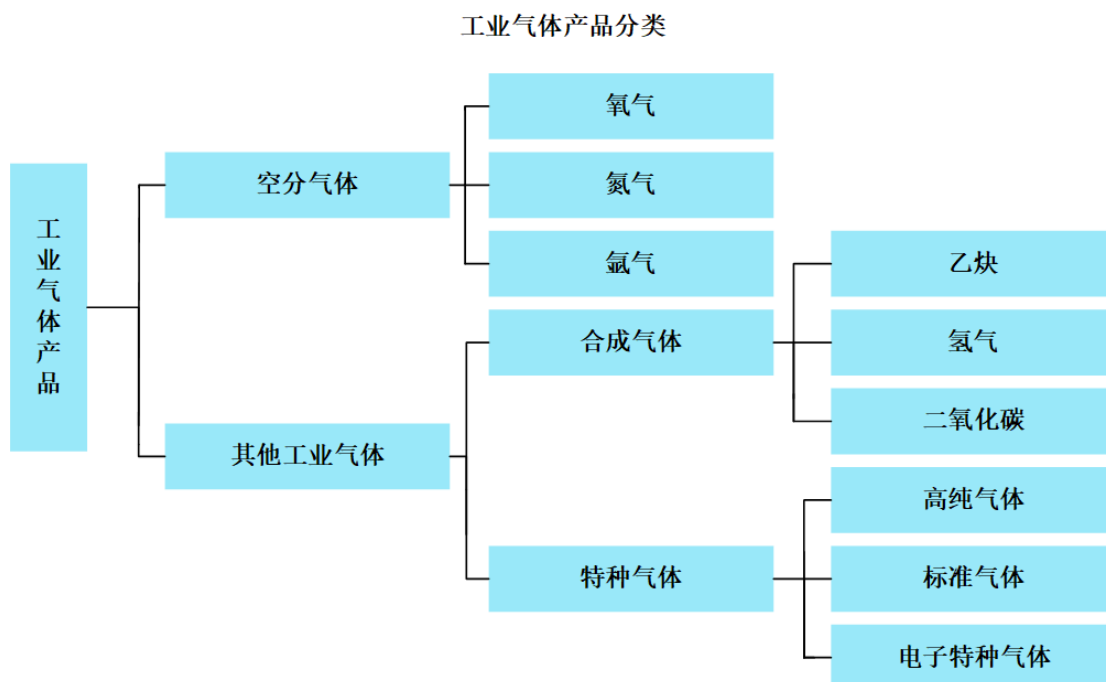 工业气体产品分类
工业气体产品
空分气体
氧气
氮气
氩气
其他工业气体
合成气体
乙炔
氢气
二氧化碳
特种气体
高纯气体
标准气体
电子特种气体